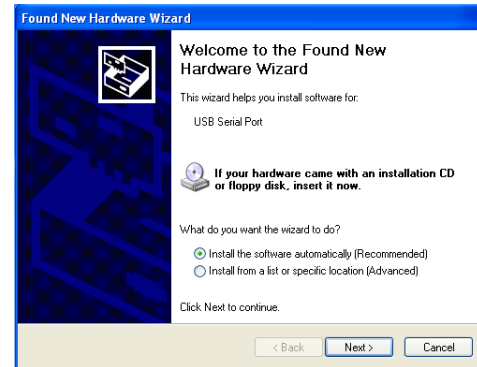 Found New Hardware Wizard
Welcome to the Found New
Hardware Wizard
This wizard helps you install software for:
USB Serial Port
If your hardware came with an installation CD
or floppy disk, insert it now.
What do you want the wizard to do?
Install the software automatically (Recommended)
Install from a list or specific location (Advanced)
Click Next to continue.
< Back Next > Cancel